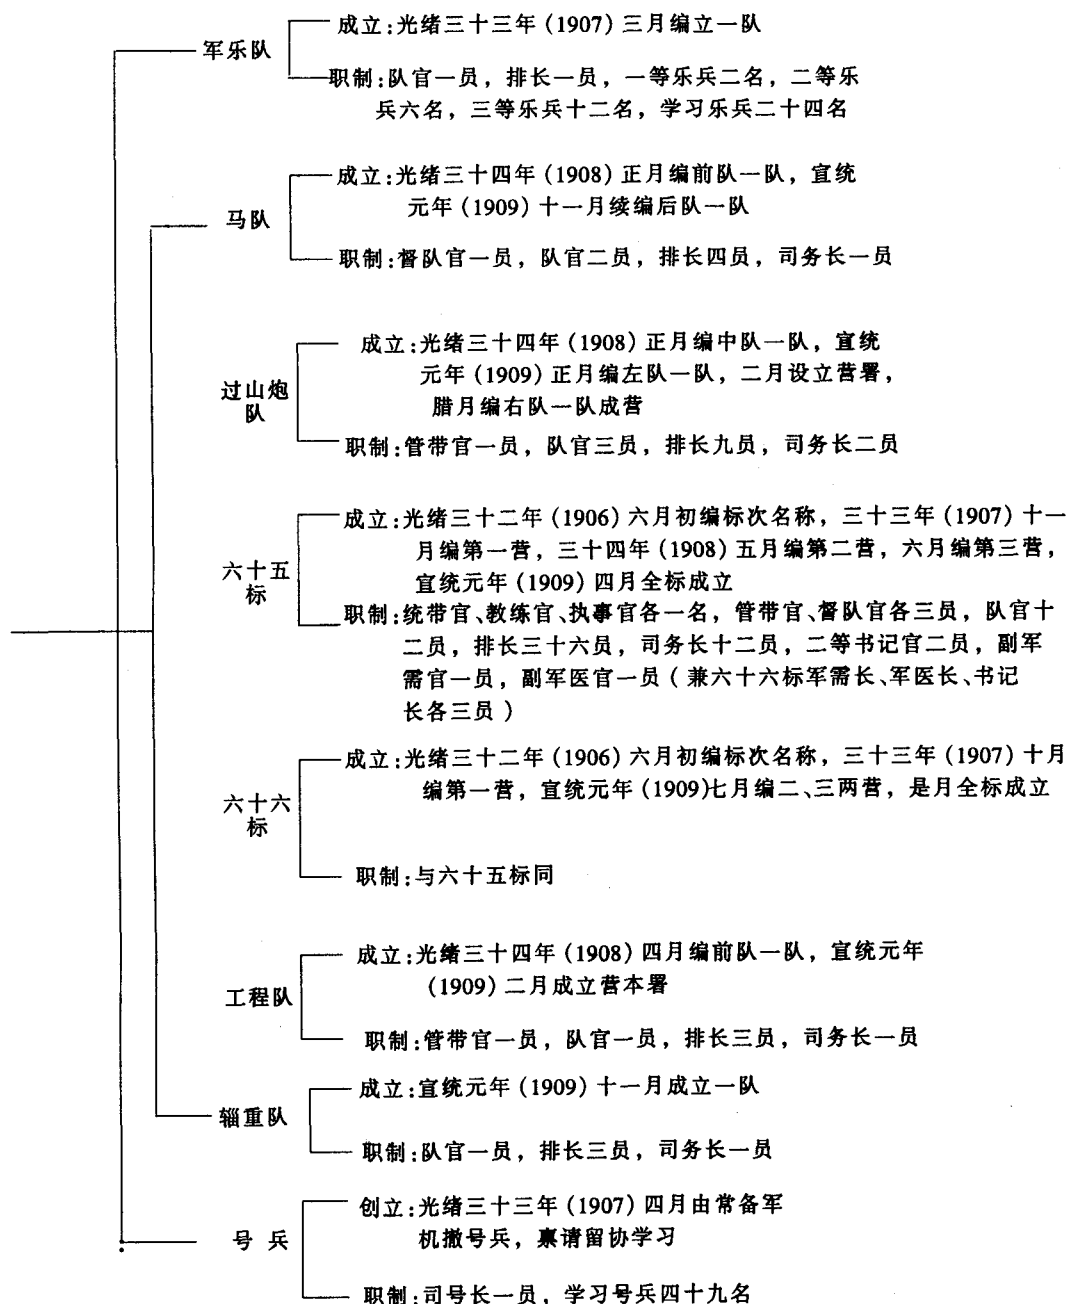 军乐队
成立:光绪三十三年(1907)三月编立一队
职制:队官一员，排长一员，一等乐兵二名，二等乐
兵六名，三等乐兵十二名，学习乐兵二十四名
马队
成立:光绪三十四年(1908)正月编前队一队，宣统
元年(1909)十一月续编后队一队
职制:督队官一员，队官二员，排长四员，司务长一员
过山炮
队
成立:光绪三十四年(1908)正月编中队一队，宣统
元年(1909)正月编左队一队，二月设立营署，
腊月编右队一队成营
职制:管带官一员，队官三员，排长九员，司务长二员
六十五
标
成立:光绪三十二年(1906)六月初编标次名称，三十三年(1907)十一
月编第一营，三十四年(1908)五月编第二营，六月编第三营，
宣统元年(1909)四月全标成立
职制:统带官、教练官、执事官各一名，管带官、督队官各三员，队官十
二员，排长三十六员，司务长十二员，二等书记官二员，副军
需官一员，副军医官一员(兼六十六标军需长、军医长、书记
长各三员)
六十六
标
成立:光绪三十二年(1906)六月初编标次名称，三十三年(1907)十月
编第一营，宣统元年(1909)七月编二、三两营，是月全标成立
职制:与六十五标同
工程队
成立:光绪三十四年(1908)四月编前队一队，宣统元年
(1909)二月成立营本署
职制:管带官一员，队官一员，排长三员，司务长一员
辎重队
成立:宣统元年(1909)十一月成立一队
职制:队官一员，排长三员，司务长一员
号兵
创立:光绪三十三年(1907)四月由常备军
机撤号兵，禀请留协学习
职制:司号长一员，学习号兵四十九名